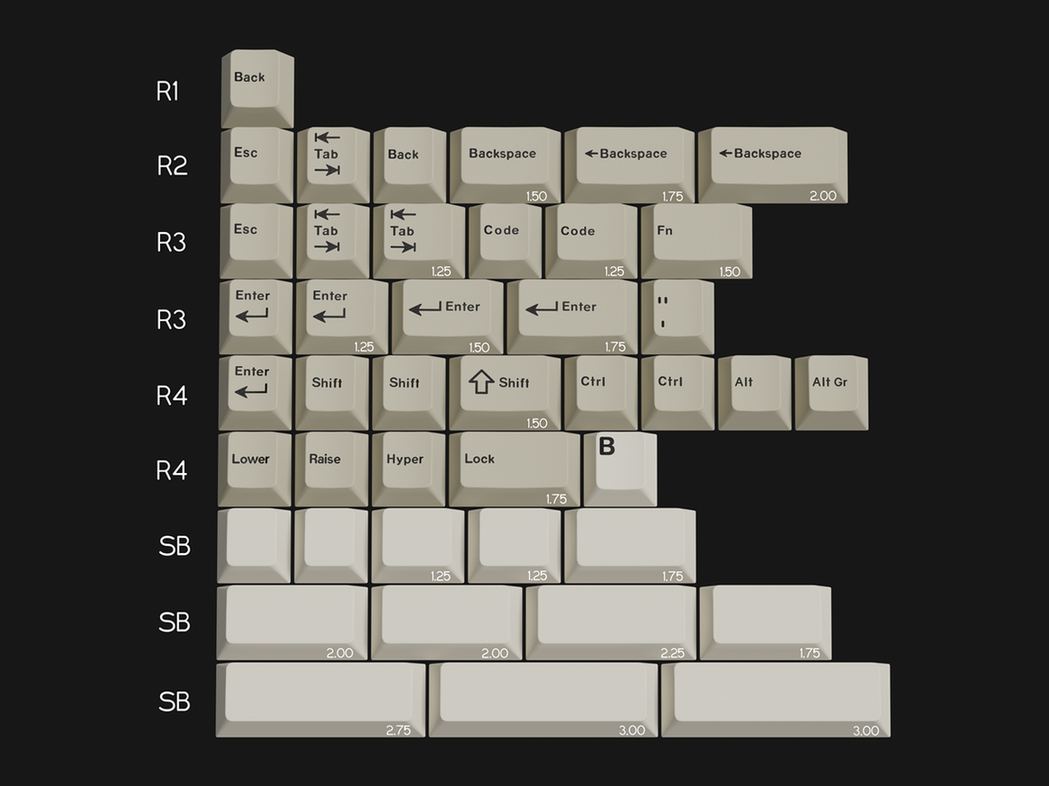 R1
Back
R2
Esc
Tab
Back
Backspace
1.50
←Backspace
1.75
←Backspace
2.00
R3
Esc
Tab
Tab
1.25
Code
Code
1.25
Fn
1.50
R3
Enter
Enter
1.25
Enter
1.50
Enter
1.75
"
'
R4
Enter
Shift
Shift
Shift
1.50
Ctrl
Ctrl
Alt
Alt Gr
R4
Lower
Raise
Hyper
Lock
1.75
B
SB
1.25
1.25
1.75
SB
2.00
2.00
2.25
1.75
SB
2.75
3.00
3.00